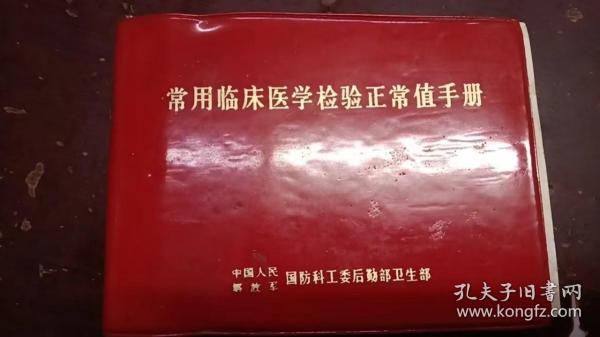 常用临床医学检验正常值手册
中国人民
解放军 国防科工委后勤部卫生部
孔夫子旧书网
www.kongfz.com